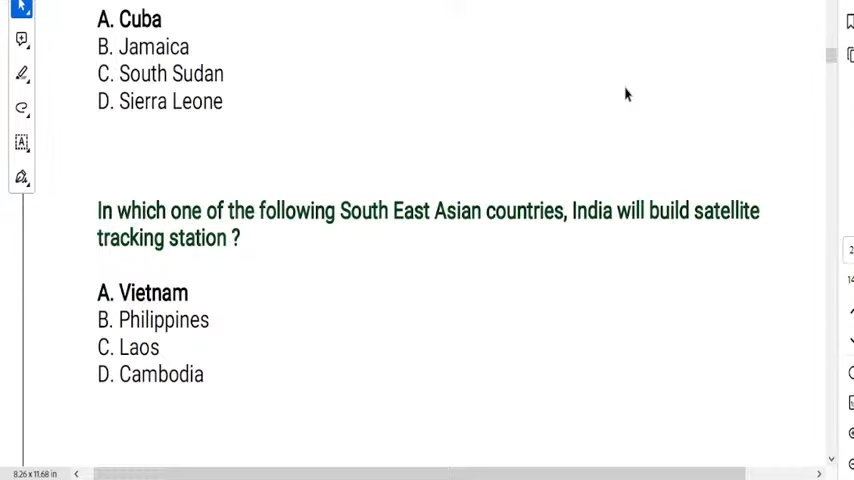 A. Cuba
B. Jamaica
C. South Sudan
D. Sierra Leone
In which one of the following South East Asian countries, India will build satellite
tracking station ?
A. Vietnam
B. Philippines
C. Laos
D. Cambodia
8.26 x 11.68 in